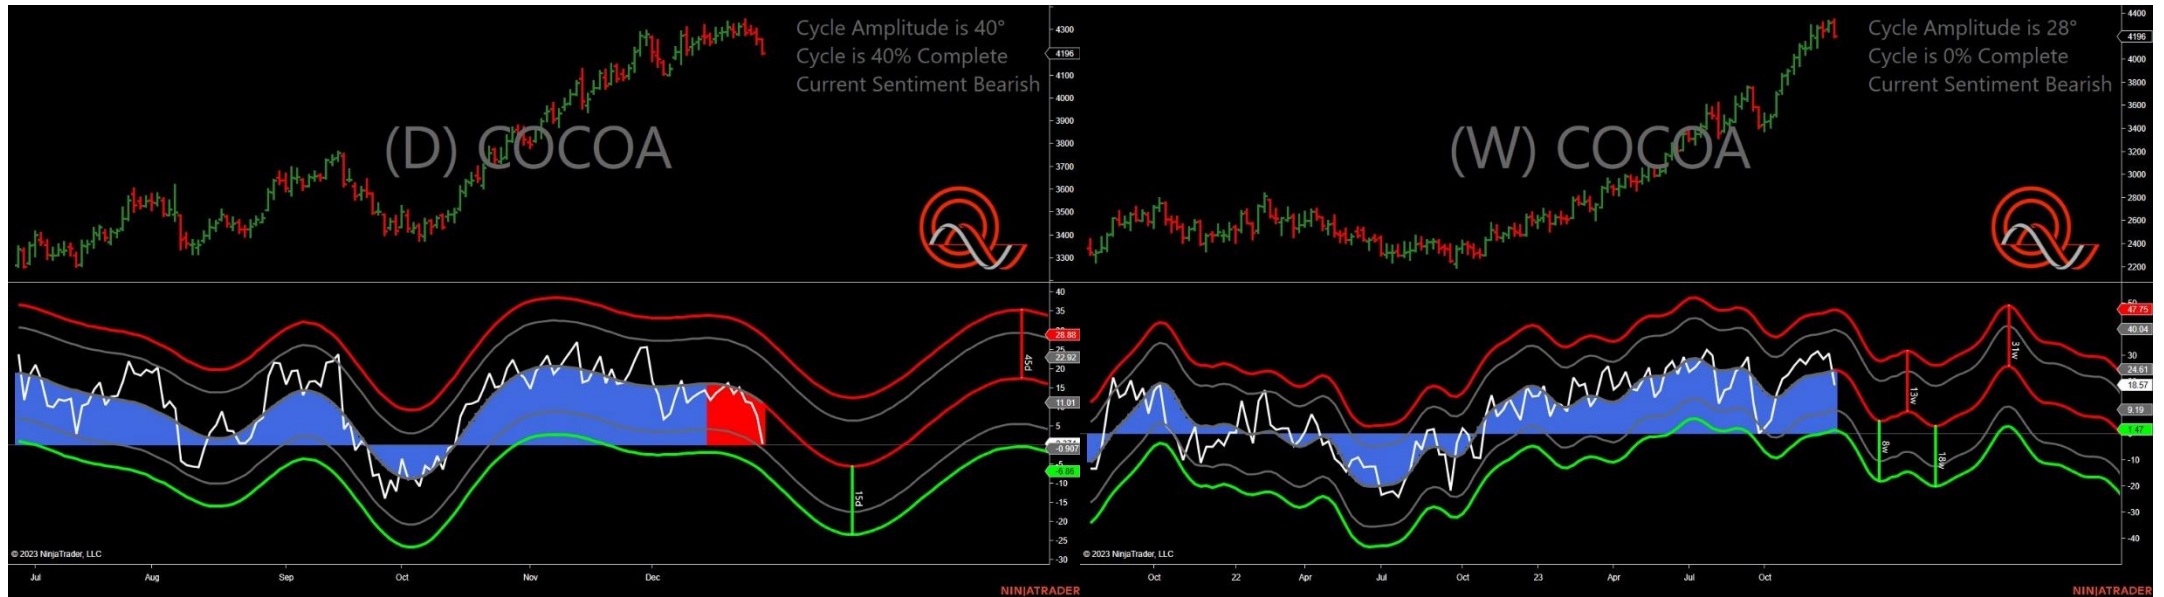 Cycle Amplitude is 40°
Cycle is 40% Complete
Current Sentiment Bearish
(D) COCOA
4300
4196
4100
4000
3900
3800
3700
3600
3500
3400
3300
40
35
28.88
25
22.92
20
15
11.01
5
-0.907
-5
-6.86
-10
-15
-20
-25
-30
45d
15d
© 2023 NinjaTrader, LLC
Jul Aug Sep Oct Nov Dec
NINJATRADER
Cycle Amplitude is 28°
Cycle is 0% Complete
Current Sentiment Bearish
(W) COCOA
4400
4196
4000
3800
3600
3400
3200
3000
2800
2600
2400
2200
47.75
40.04
30
24.61
18.57
9.19
1.47
-10
-20
-30
-40
13w
31w
8w
18w
© 2023 NinjaTrader, LLC
Oct 22 Apr Jul Oct 23 Apr Jul Oct
NINJATRADER